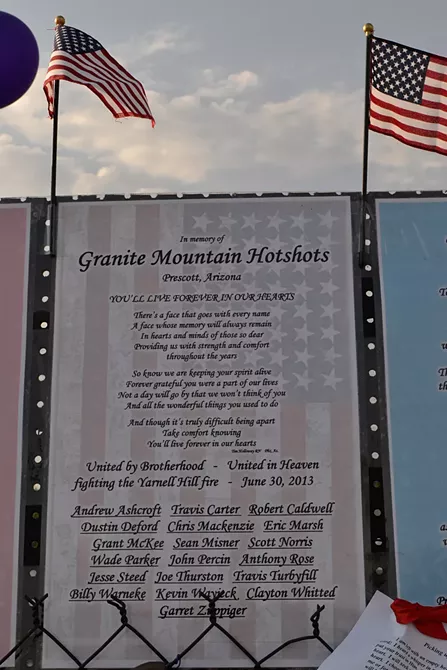 In memory of
Granite Mountain Hotshots
Prescott, Arizona
YOU'LL LIVE FOREVER IN OUR HEARTS
There's a face that goes with every name
A face whose memory will always remain
In hearts and minds of those so dear
Providing us with strength and comfort
throughout the years
So know we are keeping your spirit alive
Forever grateful you were a part of our lives
Not a day will go by that we won't think of you
And all the wonderful things you used to do
And though it's truly difficult being apart
Take comfort knowing
You'll live forever in our hearts
United by Brotherhood - United in Heaven
fighting the Yarnell Hill fire - June 30, 2013
Andrew Ashcroft Travis Carter Robert Caldwell
Dustin Deford Chris Mackenzie Eric Marsh
Grant McKee Sean Misner Scott Norris
Wade Parker John Percin Anthony Rose
Jesse Steed Joe Thurston Travis Turbyfill
Billy Warneke Kevin Woyjeck Clayton Whitted
Garret Zuppiger